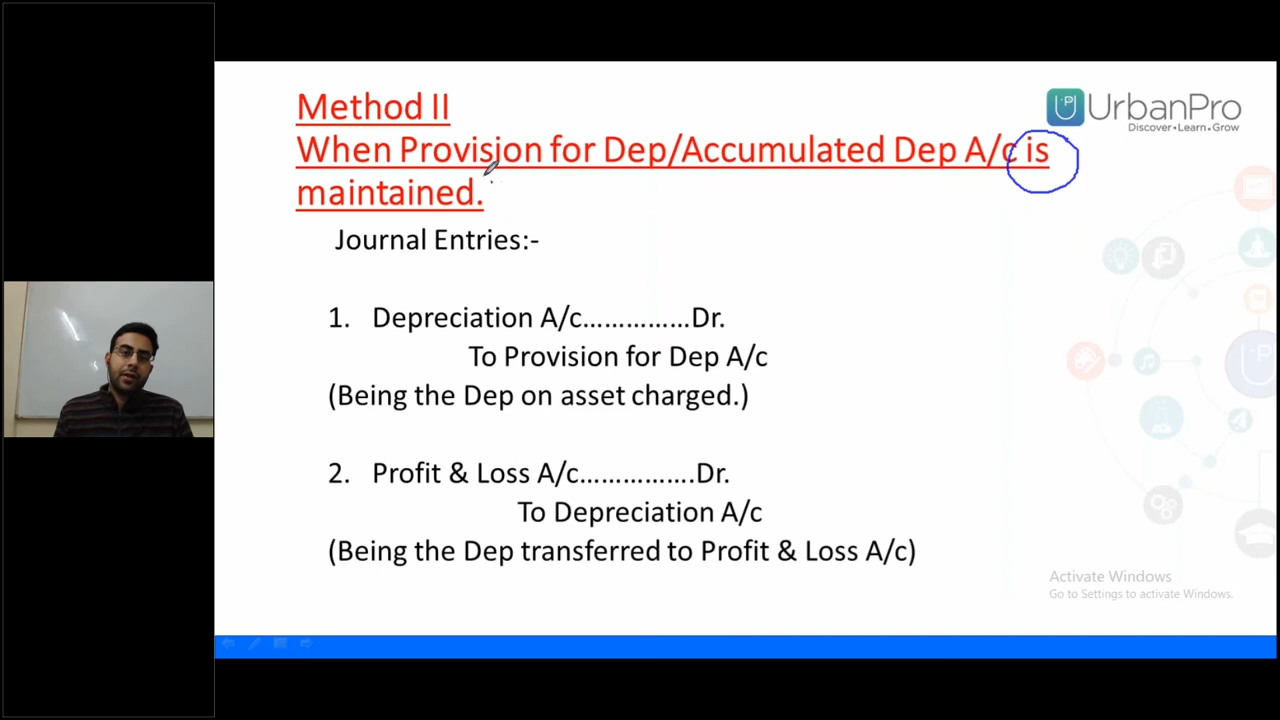 Method II
UrbanPro
Discover • Learn • Grow
When Provision for Dep/Accumulated Dep A/c is
maintained.
Journal Entries:-
1. Depreciation A/c……………Dr.
To Provision for Dep A/c
(Being the Dep on asset charged.)
2. Profit & Loss A/c…………….Dr.
To Depreciation A/c
(Being the Dep transferred to Profit & Loss A/c)
Activate Windows
Go to Settings to activate Windows.